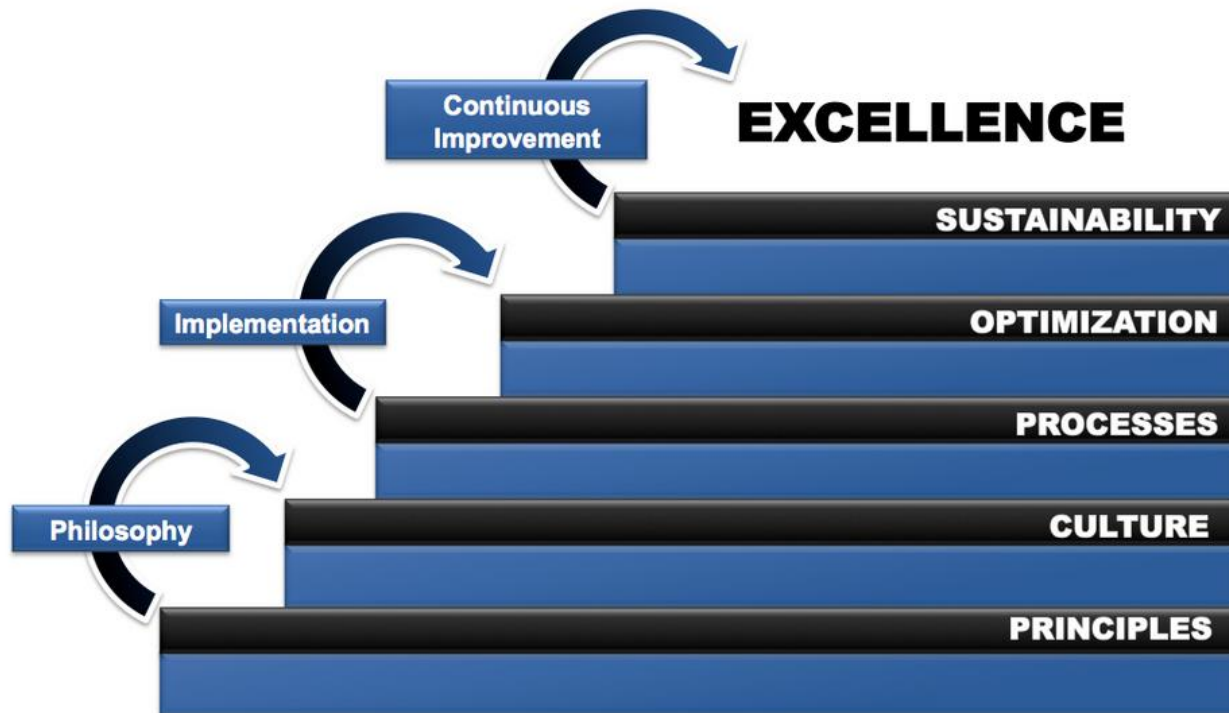 Continuous
Improvement
EXCELLENCE
SUSTAINABILITY
Implementation
OPTIMIZATION
PROCESSES
Philosophy
CULTURE
PRINCIPLES